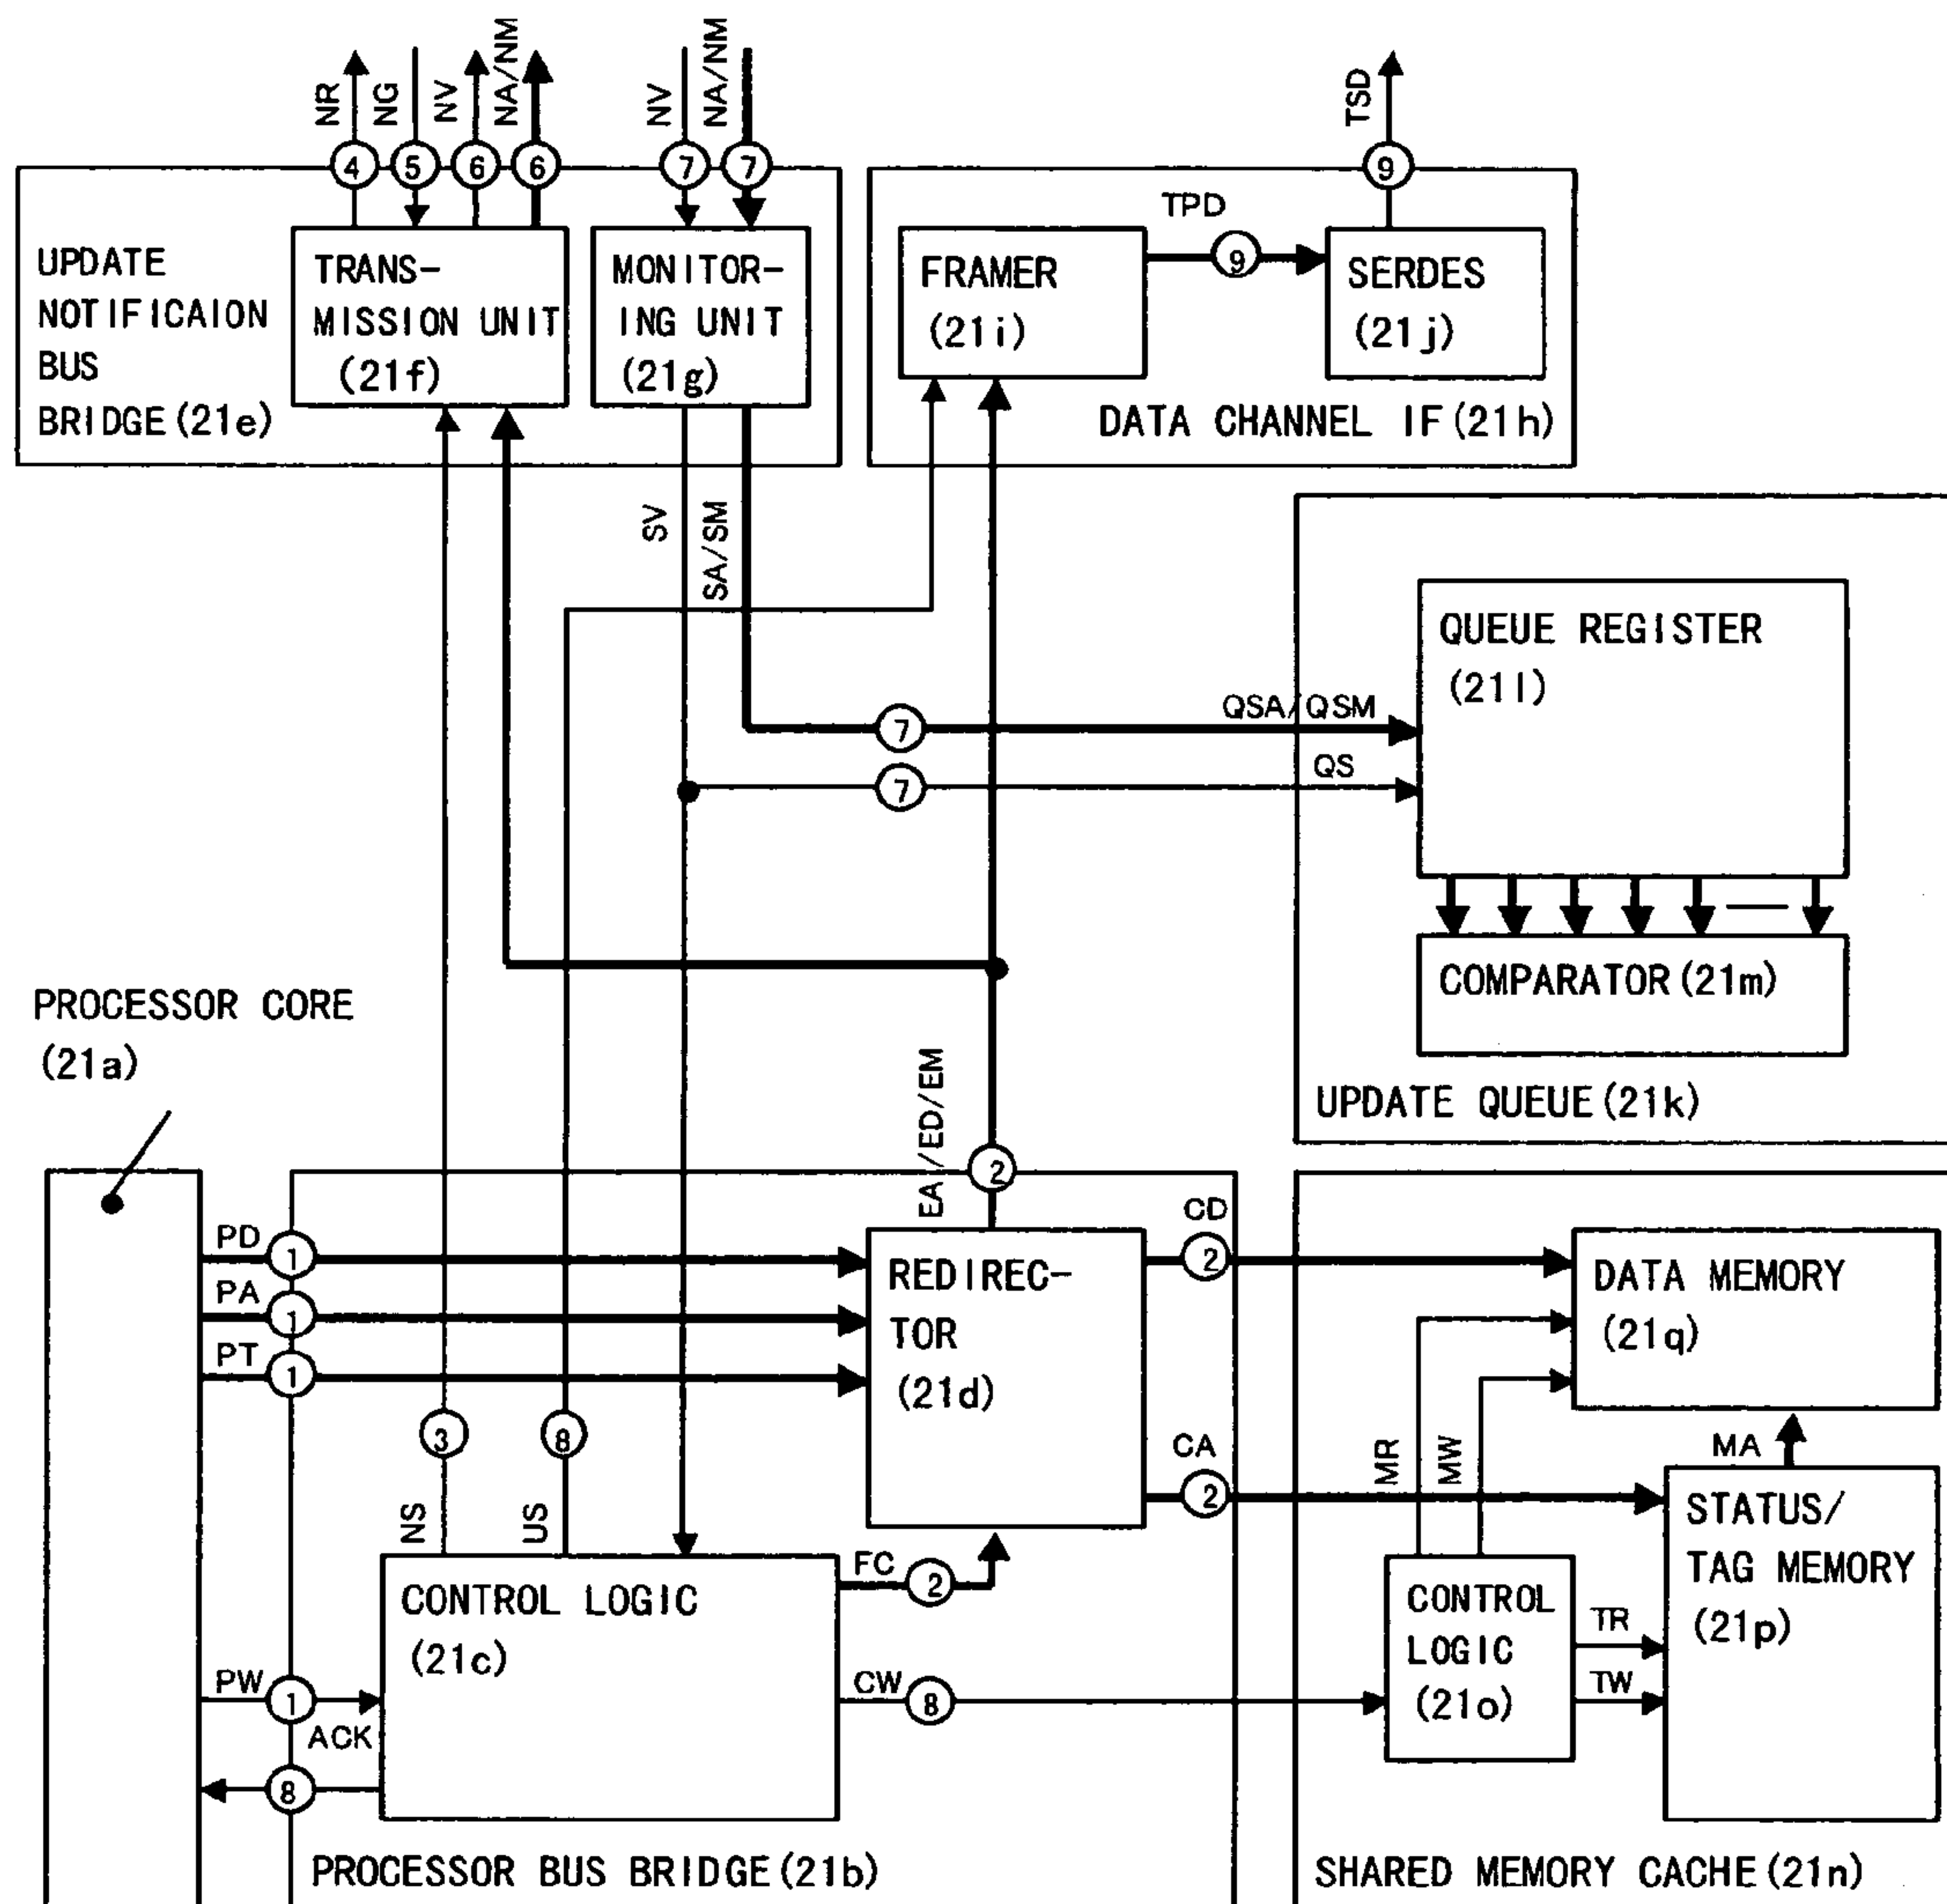 NR
NG
NV
NA/NM
NV
NA/NM
TSD
4
5
6
6
7
7
9
UPDATE
NOTIFICAION
BUS
BRIDGE(21e)
TRANS-
MISSION UNIT
(21f)
MONITOR-
ING UNIT
(21g)
FRAMER
(21i)
TPD
9
SERDES
(21j)
DATA CHANNEL IF(21h)
SV
SA/SM
QUEUE REGISTER
(21l)
7
QSA/QSM
7
QS
COMPARATOR(21m)
UPDATE QUEUE(21k)
PROCESSOR CORE
(21a)
EA/ED/EM
2
PD
1
PA
1
PT
1
REDIREC-
TOR
(21d)
CD
2
CA
2
DATA MEMORY
(21q)
MR
MW
MA
STATUS/
TAG MEMORY
(21p)
3
8
NS
US
FC
2
CONTROL LOGIC
(21c)
CONTROL
LOGIC
(21o)
TR
TW
PW
1
ACK
8
CW
8
PROCESSOR BUS BRIDGE(21b)
SHARED MEMORY CACHE(21n)